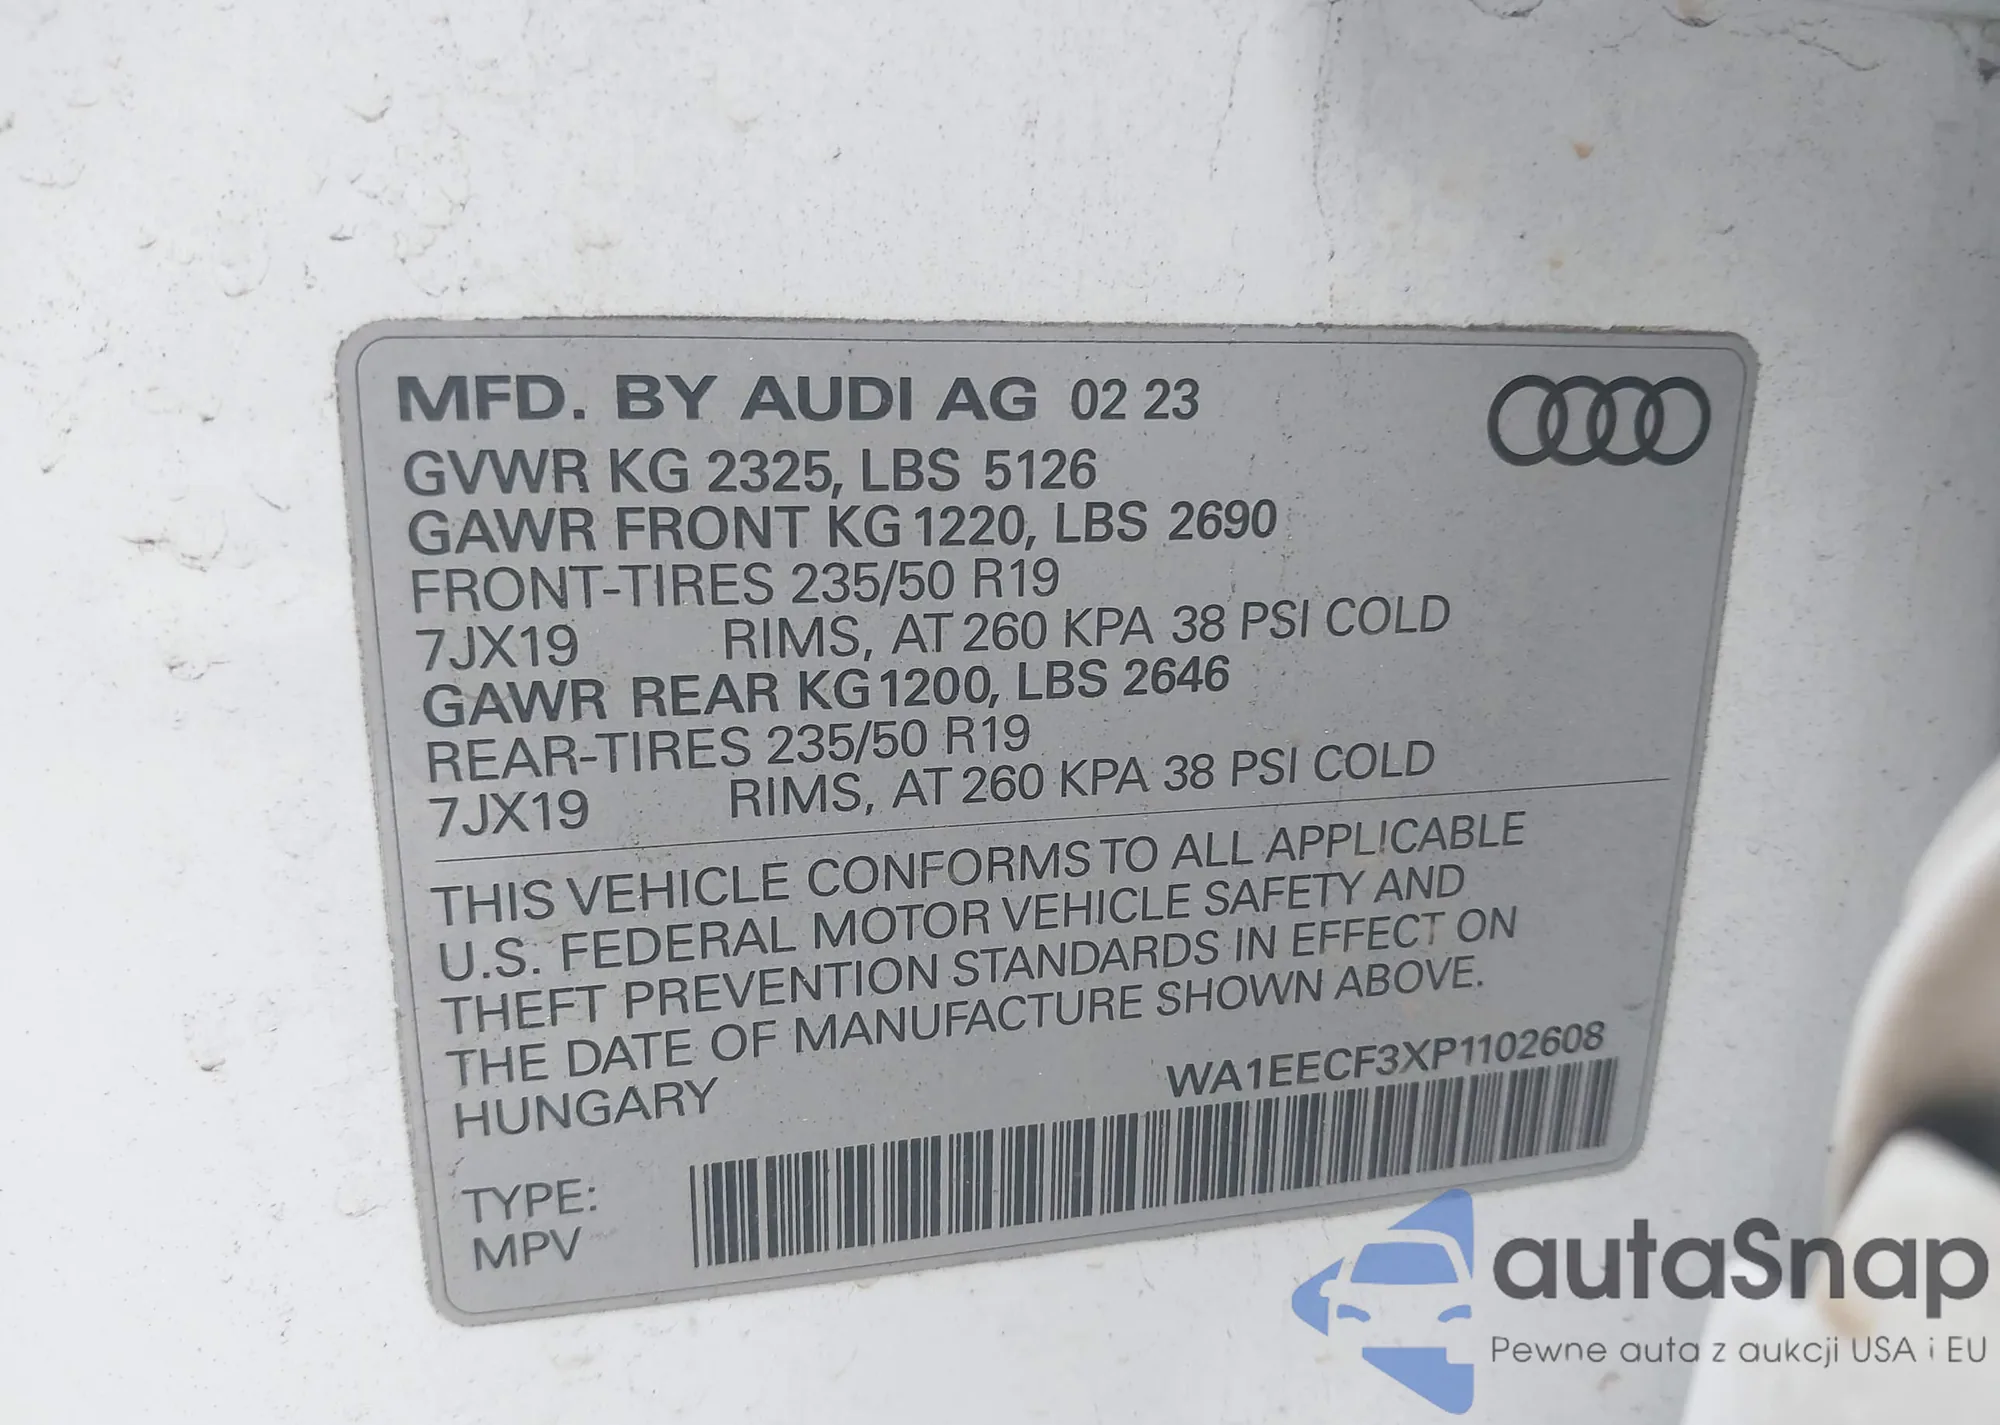 MFD. BY AUDI AG 02 23
GVWR KG 2325, LBS 5126
GAWR FRONT KG 1220, LBS 2690
FRONT-TIRES 235/50 R19
7JX19 RIMS, AT 260 KPA 38 PSI COLD
GAWR REAR KG 1200, LBS 2646
REAR-TIRES 235/50 R19
7JX19 RIMS, AT 260 KPA 38 PSI COLD
THIS VEHICLE CONFORMS TO ALL APPLICABLE
U.S. FEDERAL MOTOR VEHICLE SAFETY AND
THEFT PREVENTION STANDARDS IN EFFECT ON
THE DATE OF MANUFACTURE SHOWN ABOVE.
HUNGARY WA1EECF3XP1102608
TYPE:
MPV
autaSnap
Pewne auta z aukcji USA i EU